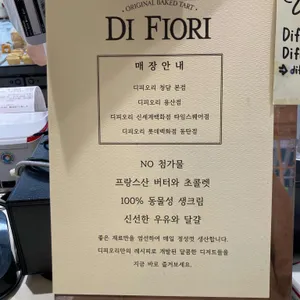 · ORIGINAL BAKED TART ·
DI FIORI
매장안내
디피오리 청담 본점
디피오리 용산점
디피오리 신세계백화점 타임스퀘어점
디피오리 롯데백화점 동탄점
NO 첨가물
프랑스산 버터와 초콜렛
100% 동물성 생크림
신선한 우유와 달걀
좋은 재료만을 엄선하여 매일 정성껏 생산합니다.
디피오리만의 레시피로 개발된 달콤한 디저트들을
지금 바로 즐겨보세요.
Dif
Dif
→ dif